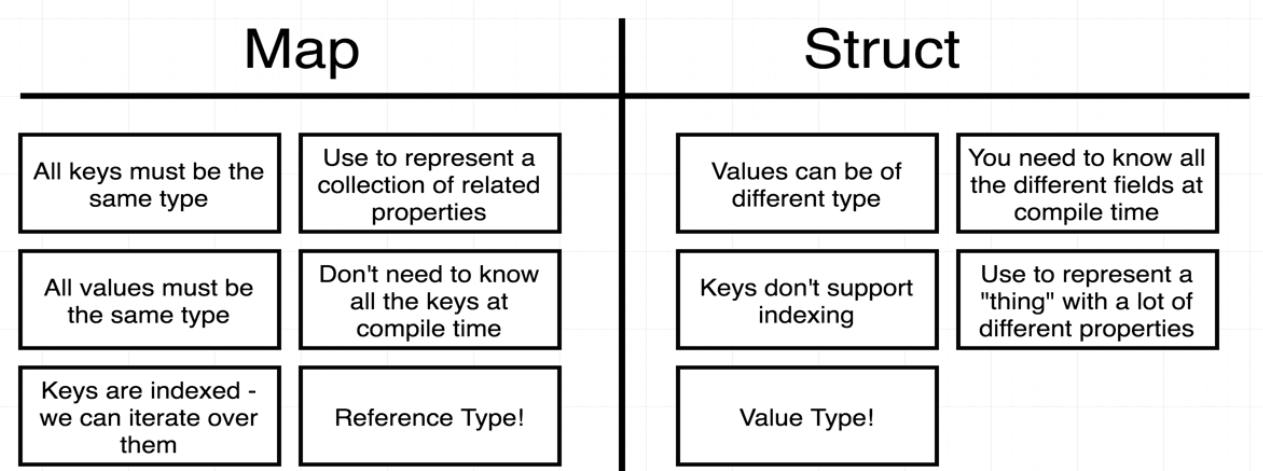 Map
Struct
All keys must be the
same type
Use to represent a
collection of related
properties
Values can be of
different type
You need to know all
the different fields at
compile time
All values must be
the same type
Don't need to know
all the keys at
compile time
Keys don't support
indexing
Use to represent a
"thing" with a lot of
different properties
Keys are indexed -
we can iterate over
them
Reference Type!
Value Type!